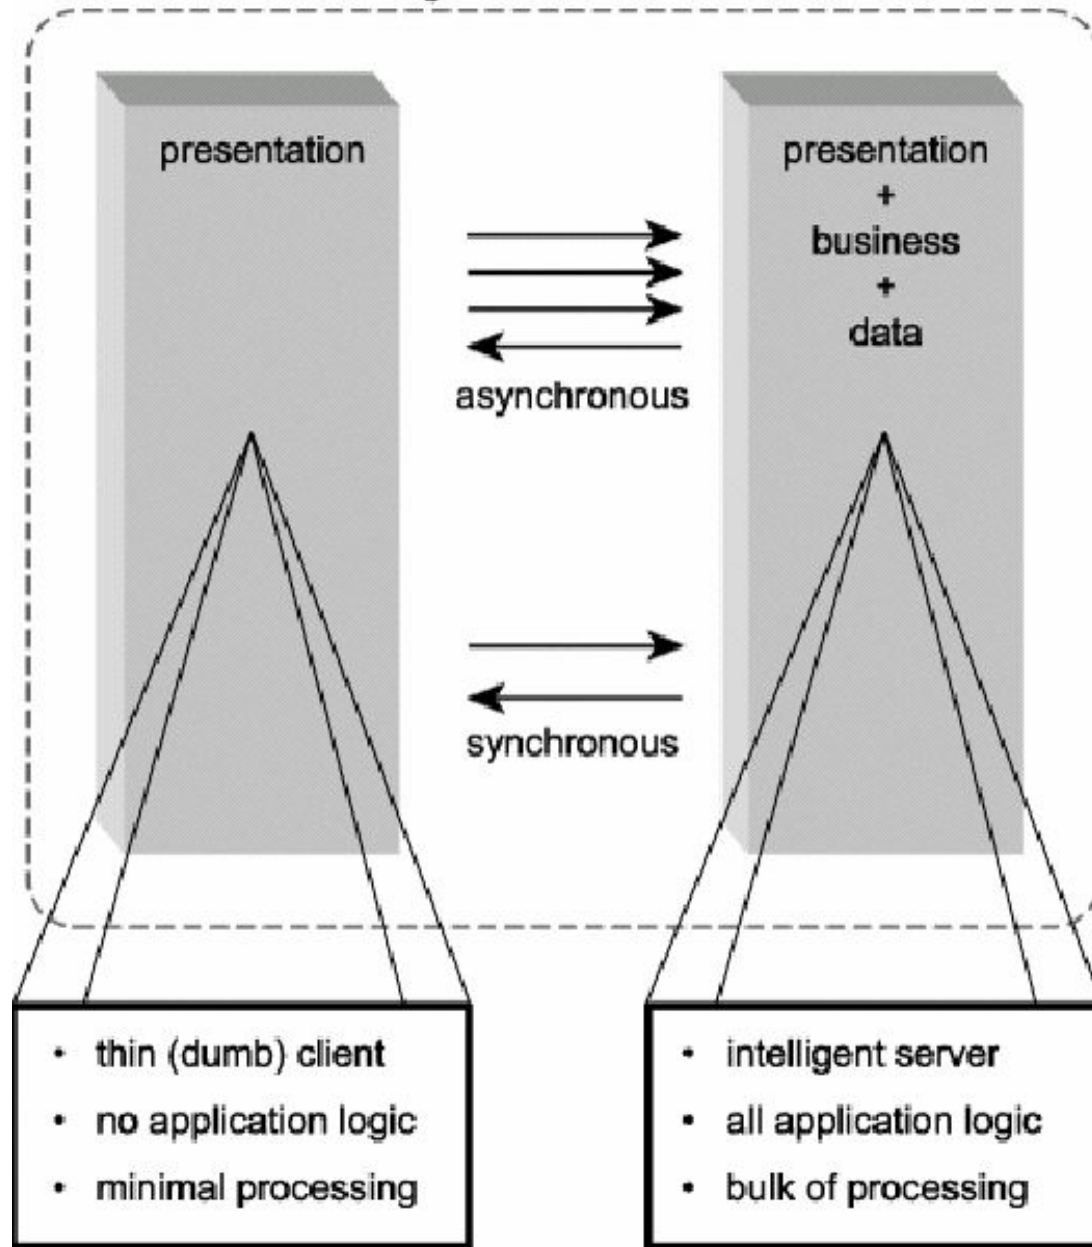 presentation
presentation
+
business
+
data
asynchronous
synchronous
• thin (dumb) client
• no application logic
• minimal processing
• intelligent server
• all application logic
• bulk of processing